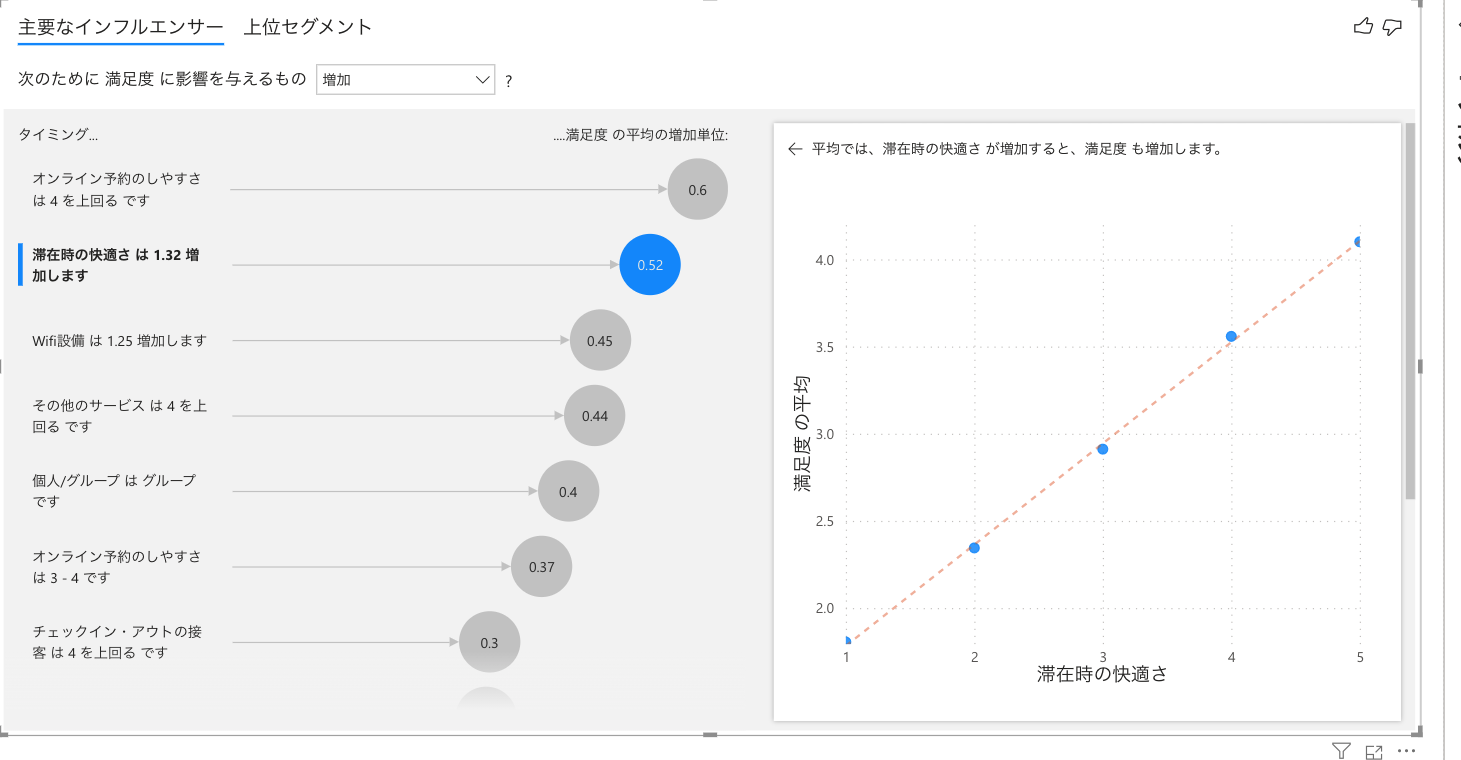 主要なインフルエンサー 上位セグメント
次のために 満足度 に影響を与えるもの 増加 ?
タイミング...
....満足度 の平均の増加単位:
オンライン予約のしやすさ
は 4 を上回る です
0.6
滞在時の快適さ は 1.32 増
加します
0.52
Wifi設備 は 1.25 増加します
0.45
その他のサービス は 4 を上
回る です
0.44
個人/グループ は グループ
です
0.4
オンライン予約のしやすさ
は 3 - 4 です
0.37
チェックイン・アウトの接
客 は 4 を上回る です
0.3
平均では、滞在時の快適さ が増加すると、満足度 も増加します。
満足度 の平均
4.0
3.5
3.0
2.5
2.0
1 2 3 4 5
滞在時の快適さ